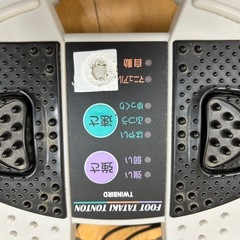 FOOT TATAKI TONTON
TWINBIRD
強い
強さ
弱い
はやい
速さ
ふつう
ゆっくり
マニュアル
自動